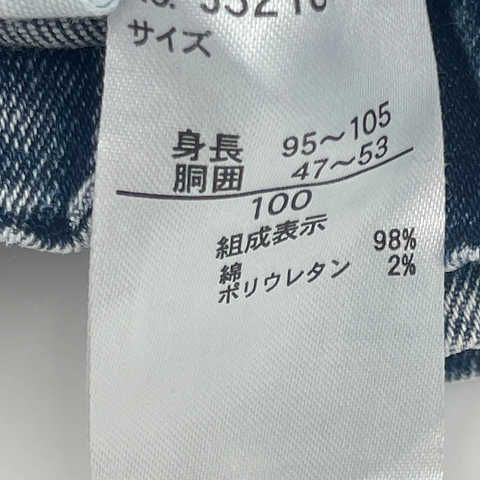 サイズ
身長 95～105
胴囲 47～53
100
組成表示
綿 98%
ポリウレタン 2%